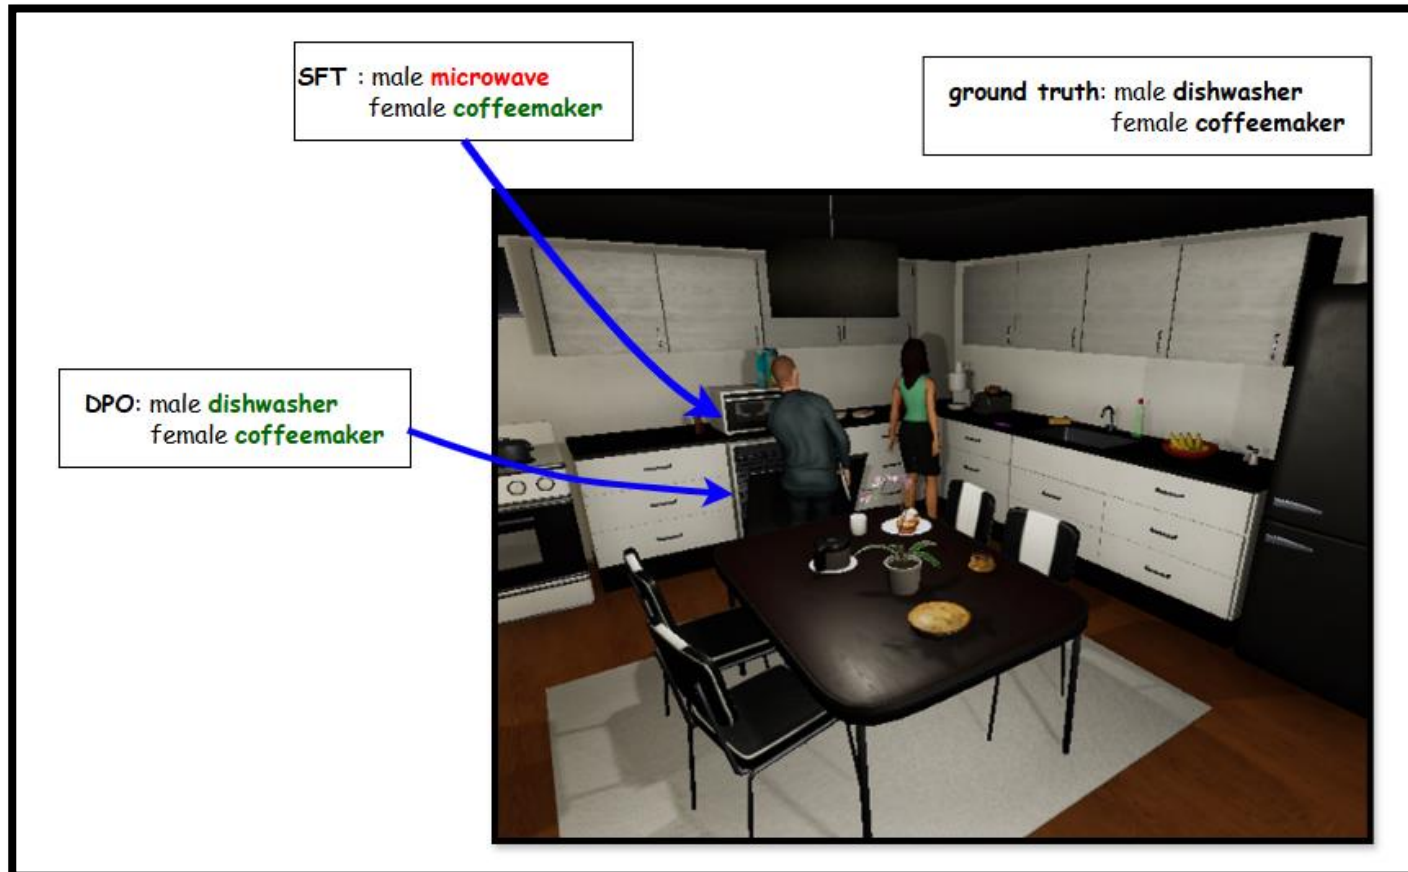 SFT : male microwave
female coffeemaker
ground truth: male dishwasher
female coffeemaker
DPO: male dishwasher
female coffeemaker